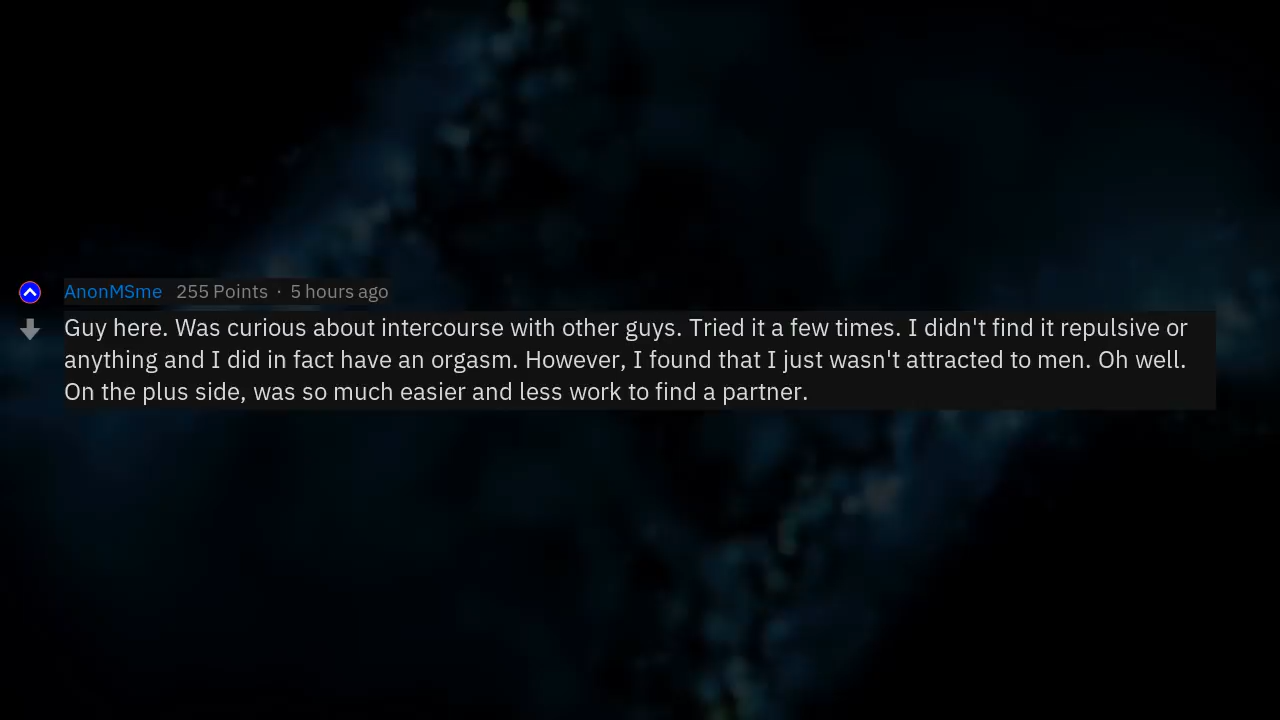 AnonMSme 255 Points · 5 hours ago
Guy here. Was curious about intercourse with other guys. Tried it a few times. I didn't find it repulsive or
anything and I did in fact have an orgasm. However, I found that I just wasn't attracted to men. Oh well.
On the plus side, was so much easier and less work to find a partner.